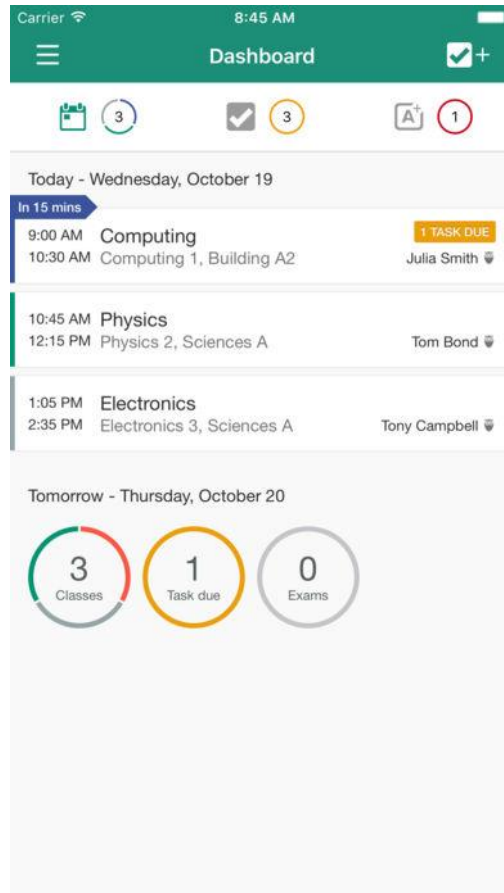 Carrier 8:45 AM
Dashboard
+
3 3 A+ 1
Today - Wednesday, October 19
In 15 mins
9:00 AM Computing 1 TASK DUE
10:30 AM Computing 1, Building A2 Julia Smith
10:45 AM Physics
12:15 PM Physics 2, Sciences A Tom Bond
1:05 PM Electronics
2:35 PM Electronics 3, Sciences A Tony Campbell
Tomorrow - Thursday, October 20
3 1 0
Classes Task due Exams